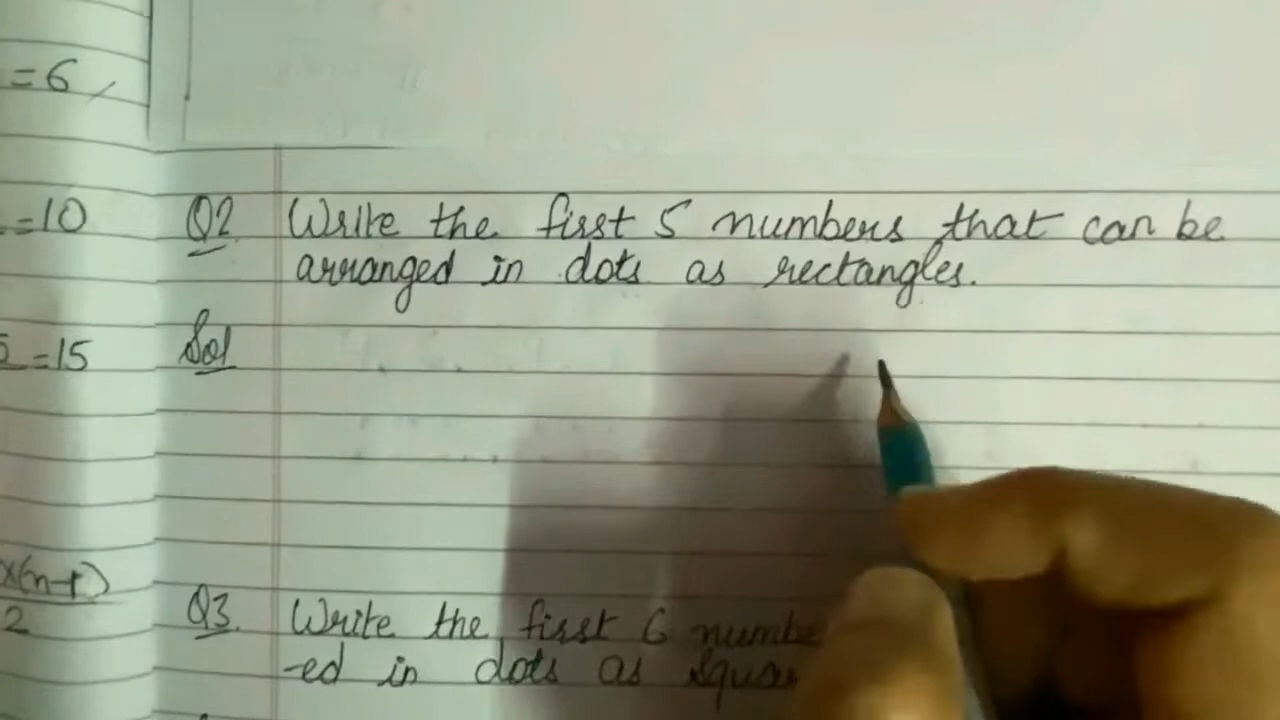 =6
=10
Q2 Write the first 5 numbers that can be
arranged in dots as rectangles.
=15
Sol
x(n-1)
2
Q3. Write the first 6
-ed in dots as